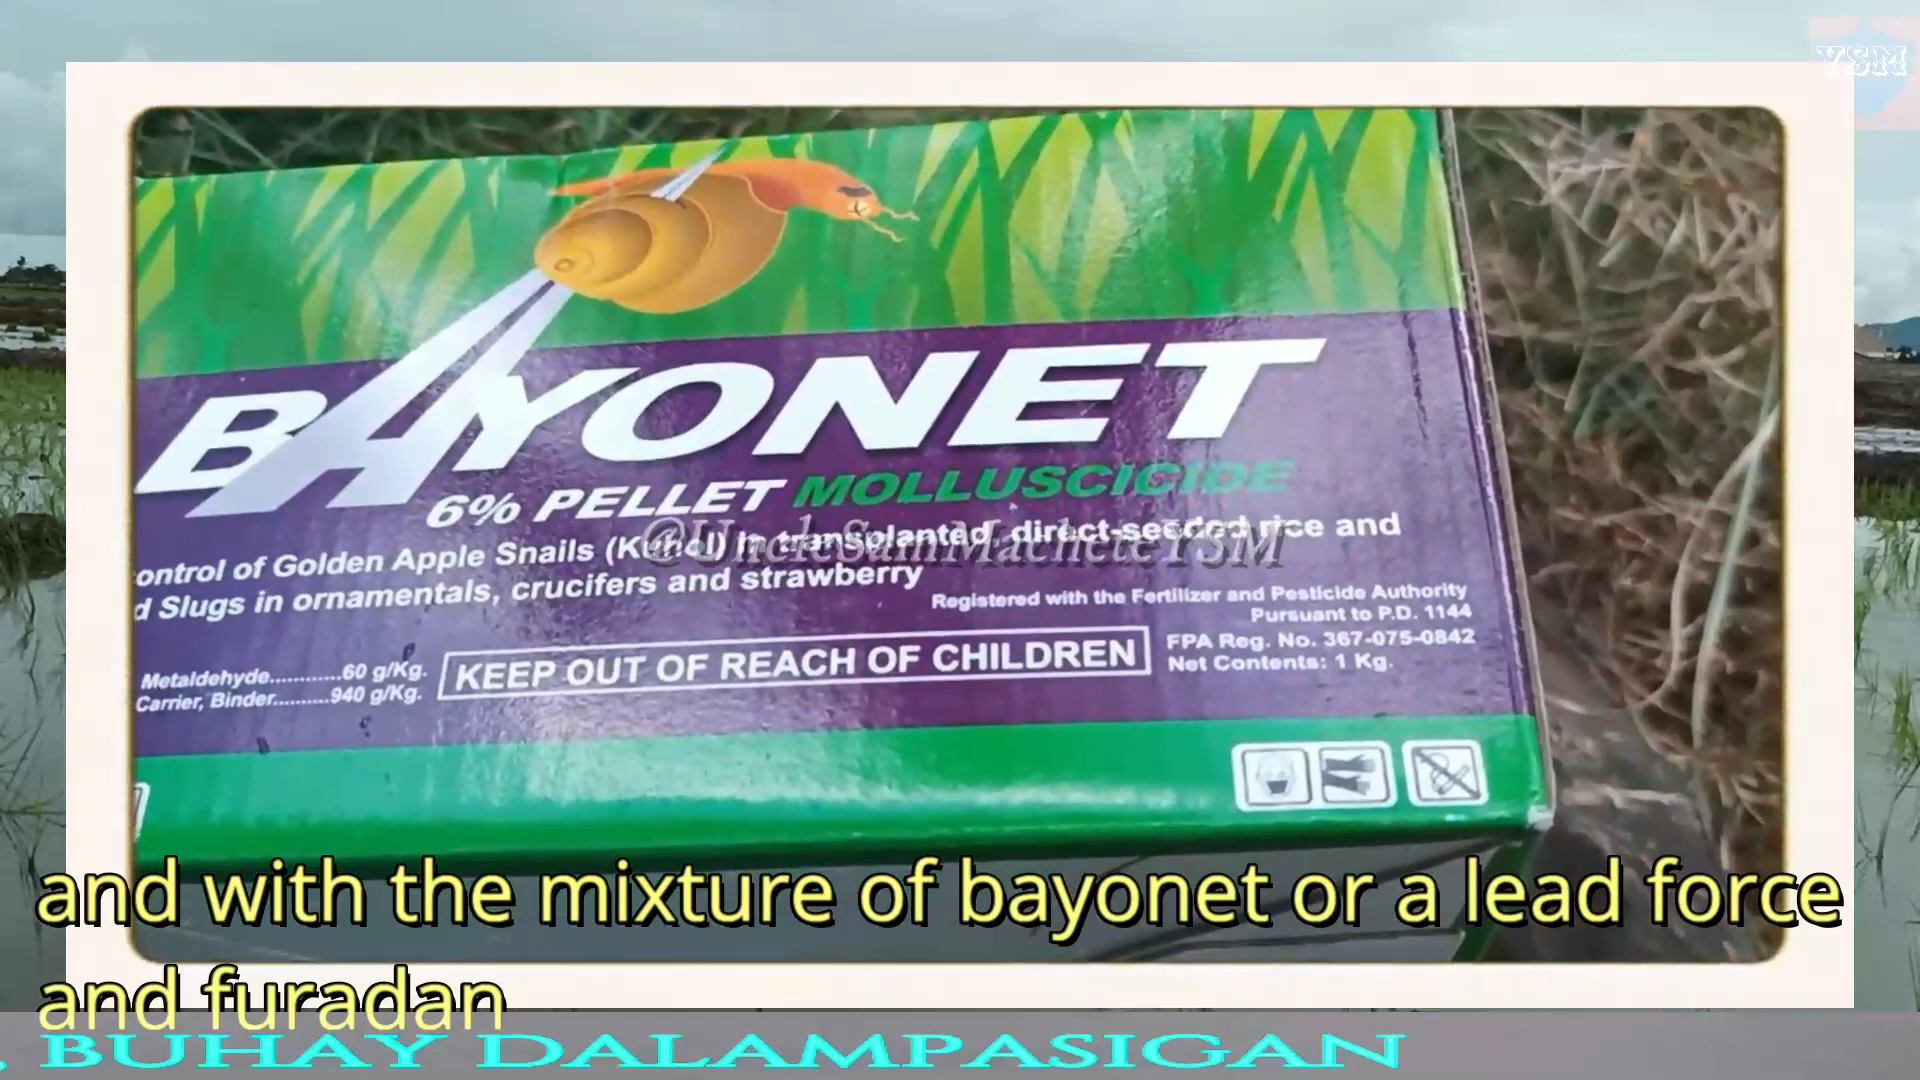 YSM
BAYONET
6% PELLET MOLLUSCICIDE
ontrol of Golden Apple Snails (Kuhol) in transplanted, direct-seeded rice and
d Slugs in ornamentals, crucifers and strawberry
@UncleSamMacheteYSM
Registered with the Fertilizer and Pesticide Authority
Pursuant to P.D. 1144
FPA Reg. No. 367-075-0842
Net Contents: 1 Kg.
Metaldehyde............60 g/Kg.
Carrier, Binder..........940 g/Kg.
KEEP OUT OF REACH OF CHILDREN
and with the mixture of bayonet or a lead force
and furadan
, BUHAY DALAMPASIGAN